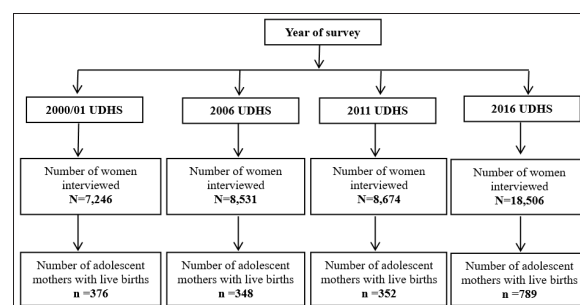 Year of survey
2000/01 UDHS
2006 UDHS
2011 UDHS
2016 UDHS
Number of women
interviewed
N=7,246
Number of women
interviewed
N=8,531
Number of women
interviewed
N=8,674
Number of women
interviewed
N=18,506
Number of adolescent
mothers with live births
n =376
Number of adolescent
mothers with live births
n =348
Number of adolescent
mothers with live births
n =352
Number of adolescent
mothers with live births
n =789